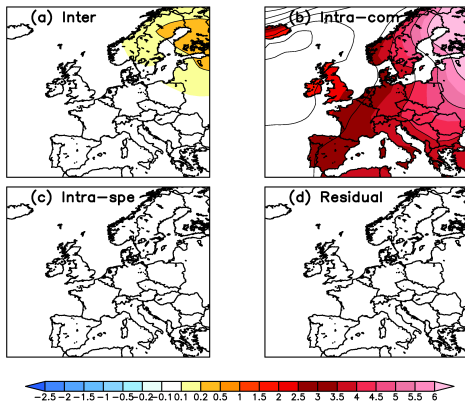 (a) Inter
(b) Intra-com
(c) Intra-spe
(d) Residual
-2.5 -2 -1.5 -1 -0.5 -0.2 -0.1 0.1 0.2 0.5 1 1.5 2 2.5 3 3.5 4 4.5 5 5.5 6